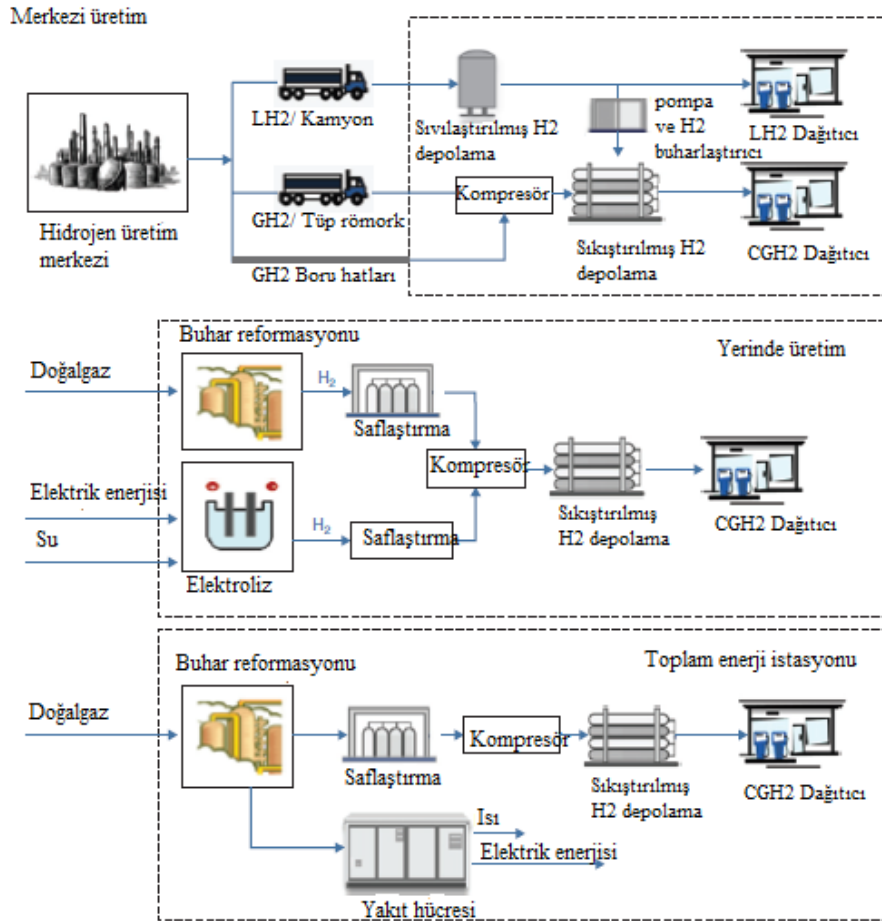 Merkezi üretim
LH2/ Kamyon
Sıvılaştırılmış H2
depolama
pompa
ve H2
buharlaştırıcı
LH2 Dağıtıcı
Hidrojen üretim
merkezi
GH2/ Tüp römork
Kompresör
Sıkıştırılmış H2
depolama
CGH2 Dağıtıcı
GH2 Boru hatları
Buhar reformasyonu
Yerinde üretim
Doğalgaz
H2
Saflaştırma
Kompresör
Elektrik enerjisi
Su
H2
Saflaştırma
Elektroliz
Sıkıştırılmış
H2 depolama
CGH2 Dağıtıcı
Buhar reformasyonu
Toplam enerji istasyonu
Doğalgaz
Saflaştırma
Kompresör
Sıkıştırılmış
H2 depolama
CGH2 Dağıtıcı
Isı
Elektrik enerjisi
Yakıt hücresi